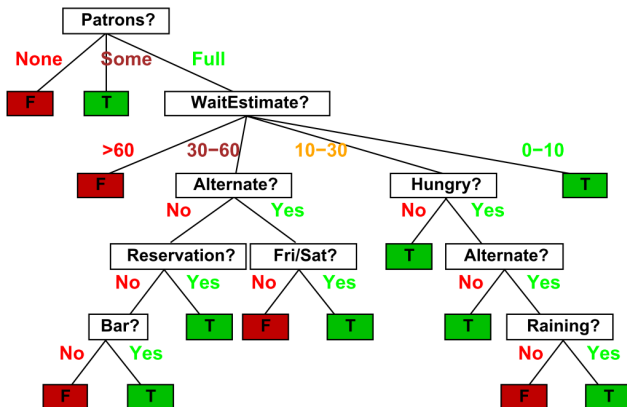 Patrons?
None Some Full
F T WaitEstimate?
>60 30−60 10−30 0−10
F Alternate? Hungry? T
No Yes No Yes
Reservation? Fri/Sat? T Alternate?
No Yes No Yes No Yes
Bar? T F T T Raining?
No Yes No Yes
F T F T